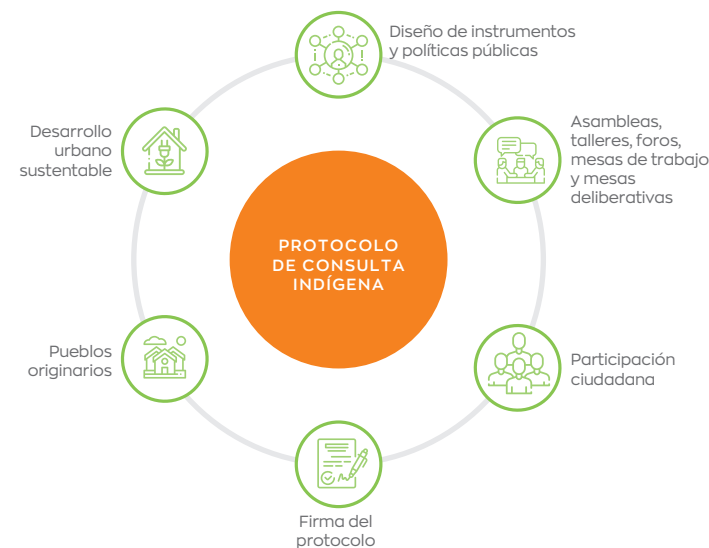 Diseño de instrumentos
y políticas públicas
Asambleas,
talleres, foros,
mesas de trabajo
y mesas
deliberativas
Participación
ciudadana
Firma del
protocolo
Pueblos
originarios
Desarrollo
urbano
sustentable
PROTOCOLO
DE CONSULTA
INDÍGENA